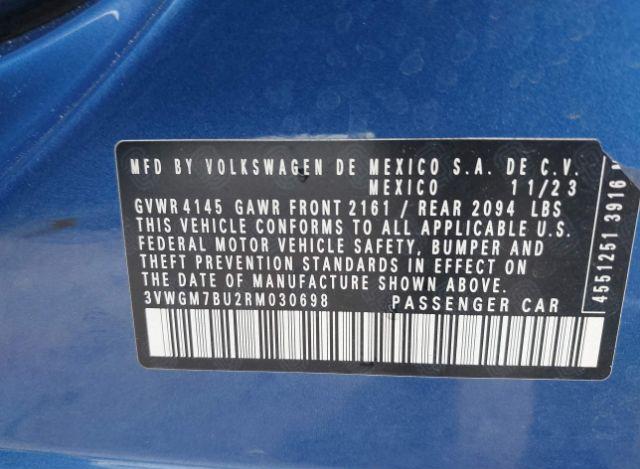 MFD BY VOLKSWAGEN DE MEXICO S.A. DE C.V.
MEXICO 11/23
GVWR 4145 GAWR FRONT 2161 / REAR 2094 LBS
THIS VEHICLE CONFORMS TO ALL APPLICABLE U.S.
FEDERAL MOTOR VEHICLE SAFETY, BUMPER AND
THEFT PREVENTION STANDARDS IN EFFECT ON
THE DATE OF MANUFACTURE SHOWN ABOVE.
3VWGM7BU2RM030698 PASSENGER CAR
4551251 3916